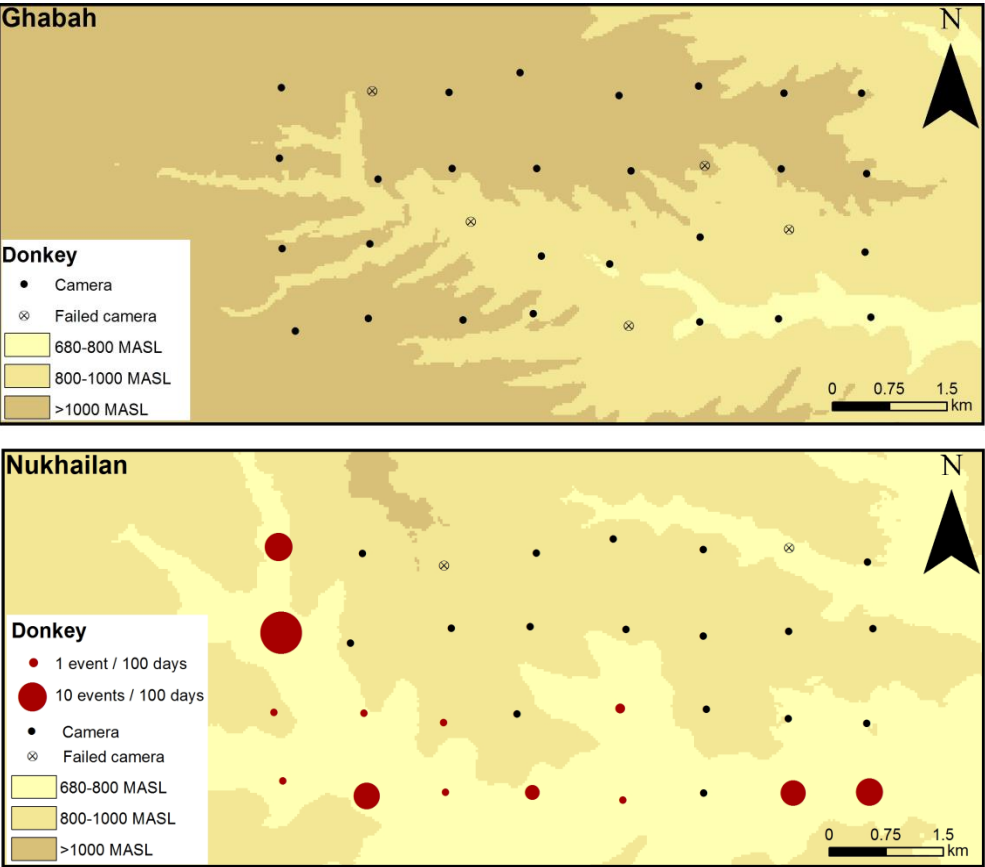 Ghabah
N
Donkey
Camera
Failed camera
680-800 MASL
800-1000 MASL
>1000 MASL
0 0.75 1.5
km
Nukhailan
N
Donkey
1 event / 100 days
10 events / 100 days
Camera
Failed camera
680-800 MASL
800-1000 MASL
>1000 MASL
0 0.75 1.5
km